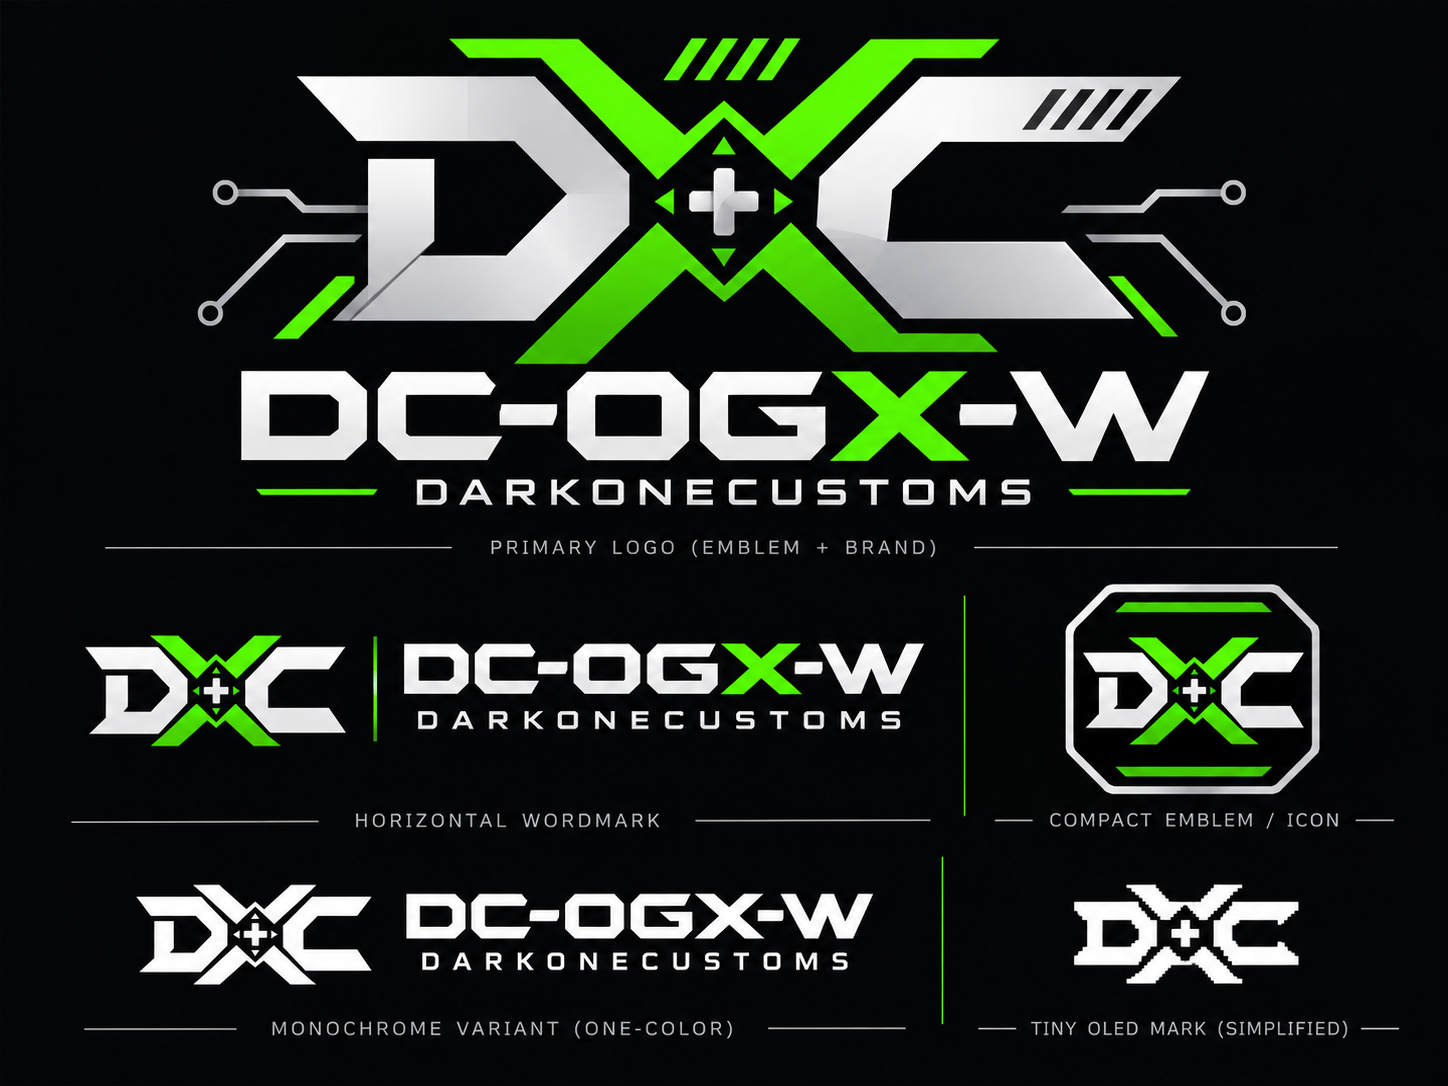 DXC
DC-OGX-W
DARKONECUSTOMS
PRIMARY LOGO (EMBLEM + BRAND)
DXC
DC-OGX-W
DARKONECUSTOMS
HORIZONTAL WORDMARK
DXC
COMPACT EMBLEM / ICON
DXC
DC-OGX-W
DARKONECUSTOMS
MONOCHROME VARIANT (ONE-COLOR)
DXC
TINY OLED MARK (SIMPLIFIED)